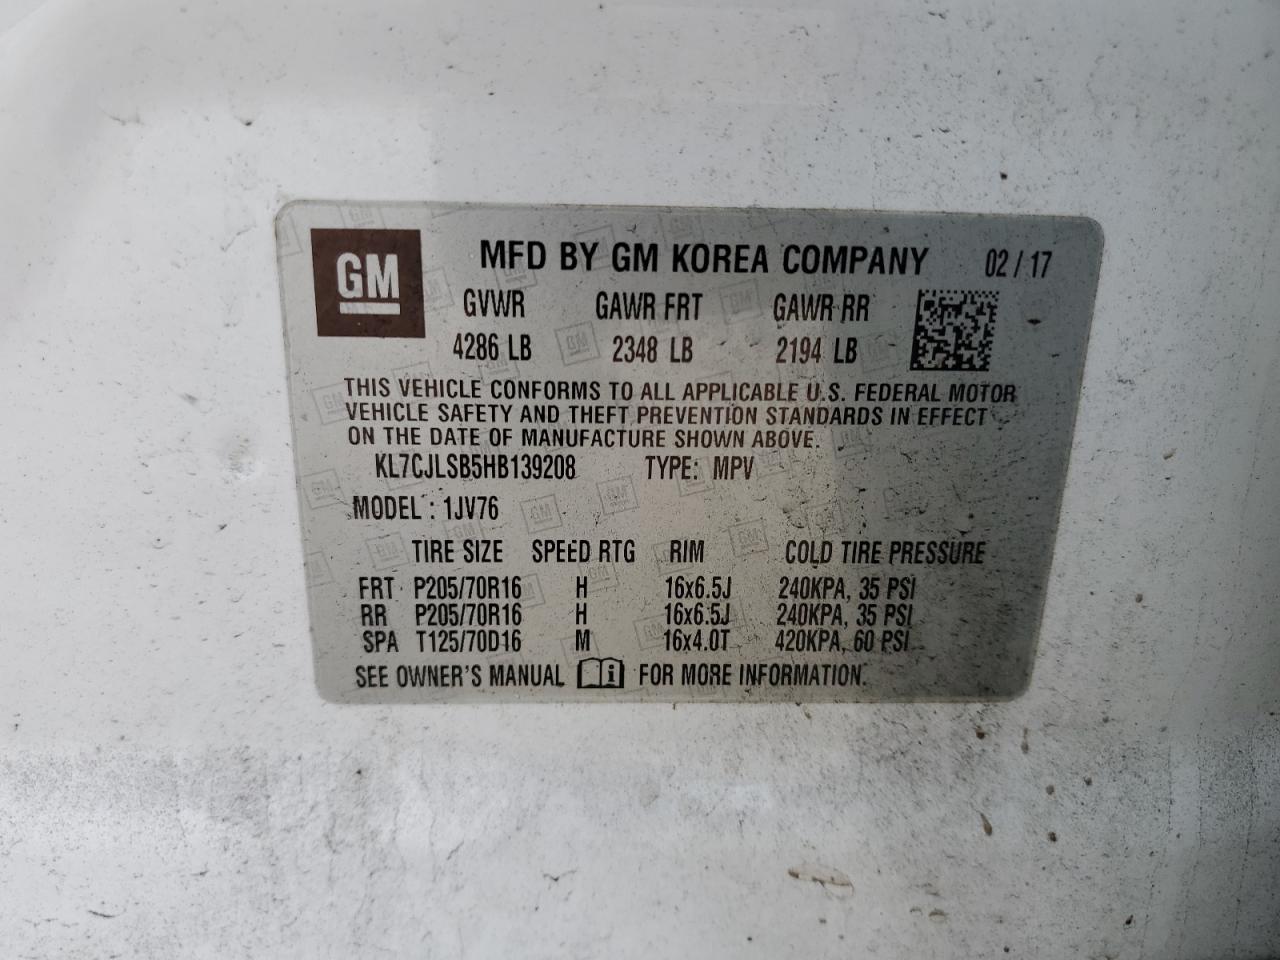 GM
MFD BY GM KOREA COMPANY 02/17
GVWR GAWR FRT GAWR RR
4286 LB 2348 LB 2194 LB
THIS VEHICLE CONFORMS TO ALL APPLICABLE U.S. FEDERAL MOTOR
VEHICLE SAFETY AND THEFT PREVENTION STANDARDS IN EFFECT
ON THE DATE OF MANUFACTURE SHOWN ABOVE.
KL7CJLSB5HB139208 TYPE: MPV
MODEL : 1JV76
TIRE SIZE SPEED RTG RIM COLD TIRE PRESSURE
FRT P205/70R16 H 16x6.5J 240KPA, 35 PSI
RR P205/70R16 H 16x6.5J 240KPA, 35 PSI
SPA T125/70D16 M 16x4.0T 420KPA, 60 PSI
SEE OWNER'S MANUAL FOR MORE INFORMATION.